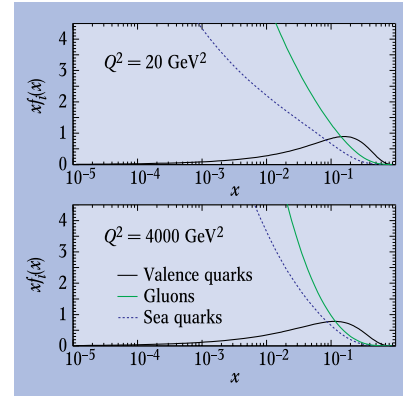 4
3
2
1
0
xf_i(x)
Q² = 20 GeV²
10⁻⁵ 10⁻⁴ 10⁻³ 10⁻² 10⁻¹
x
4
3
2
1
0
xf_i(x)
Q² = 4000 GeV²
Valence quarks
Gluons
Sea quarks
10⁻⁵ 10⁻⁴ 10⁻³ 10⁻² 10⁻¹
x